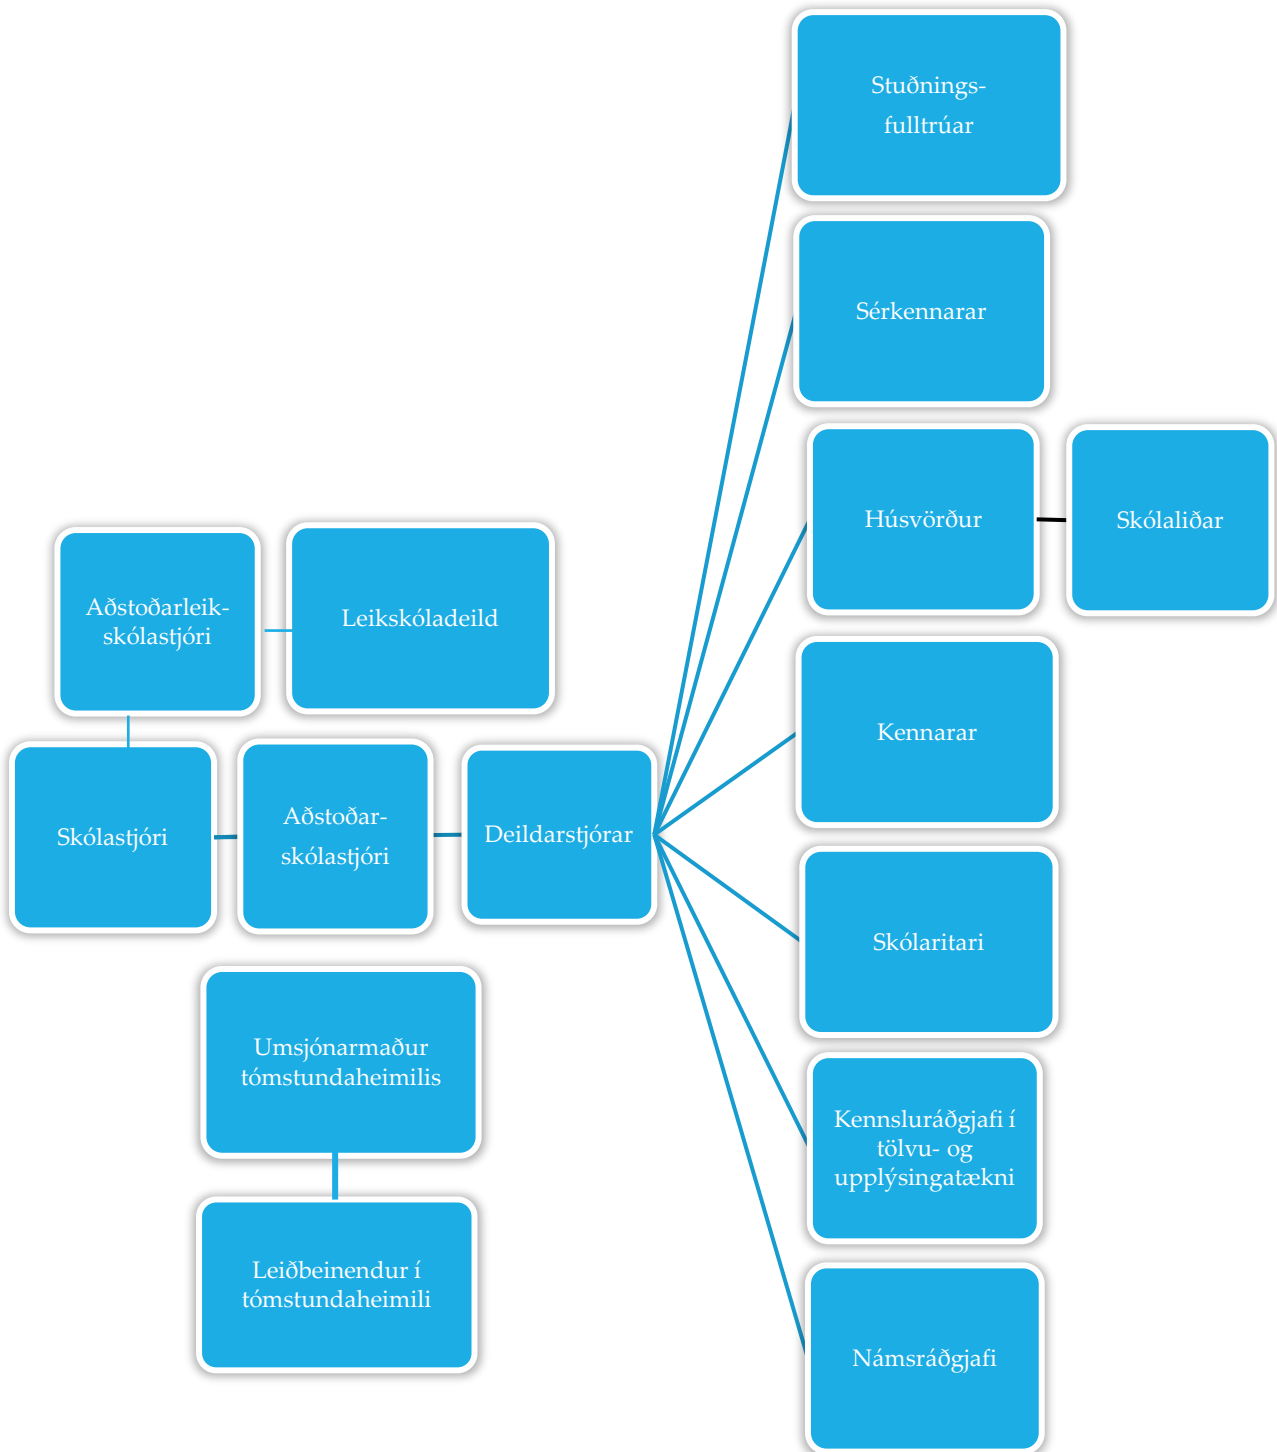 Stuðnings-
fulltrúar
Sérkennarar
Húsvörður
Skólaliðar
Aðstoðarleik-
skólastjóri
Leikskóladeild
Kennarar
Skólastjóri
Aðstoðar-
skólastjóri
Deildarstjórar
Skólaritari
Umsjónarmaður
tómstundaheimilis
Kennsluráðgjafi í
tölvu- og
upplýsingatækni
Leiðbeinendur í
tómstundaheimili
Námsráðgjafi